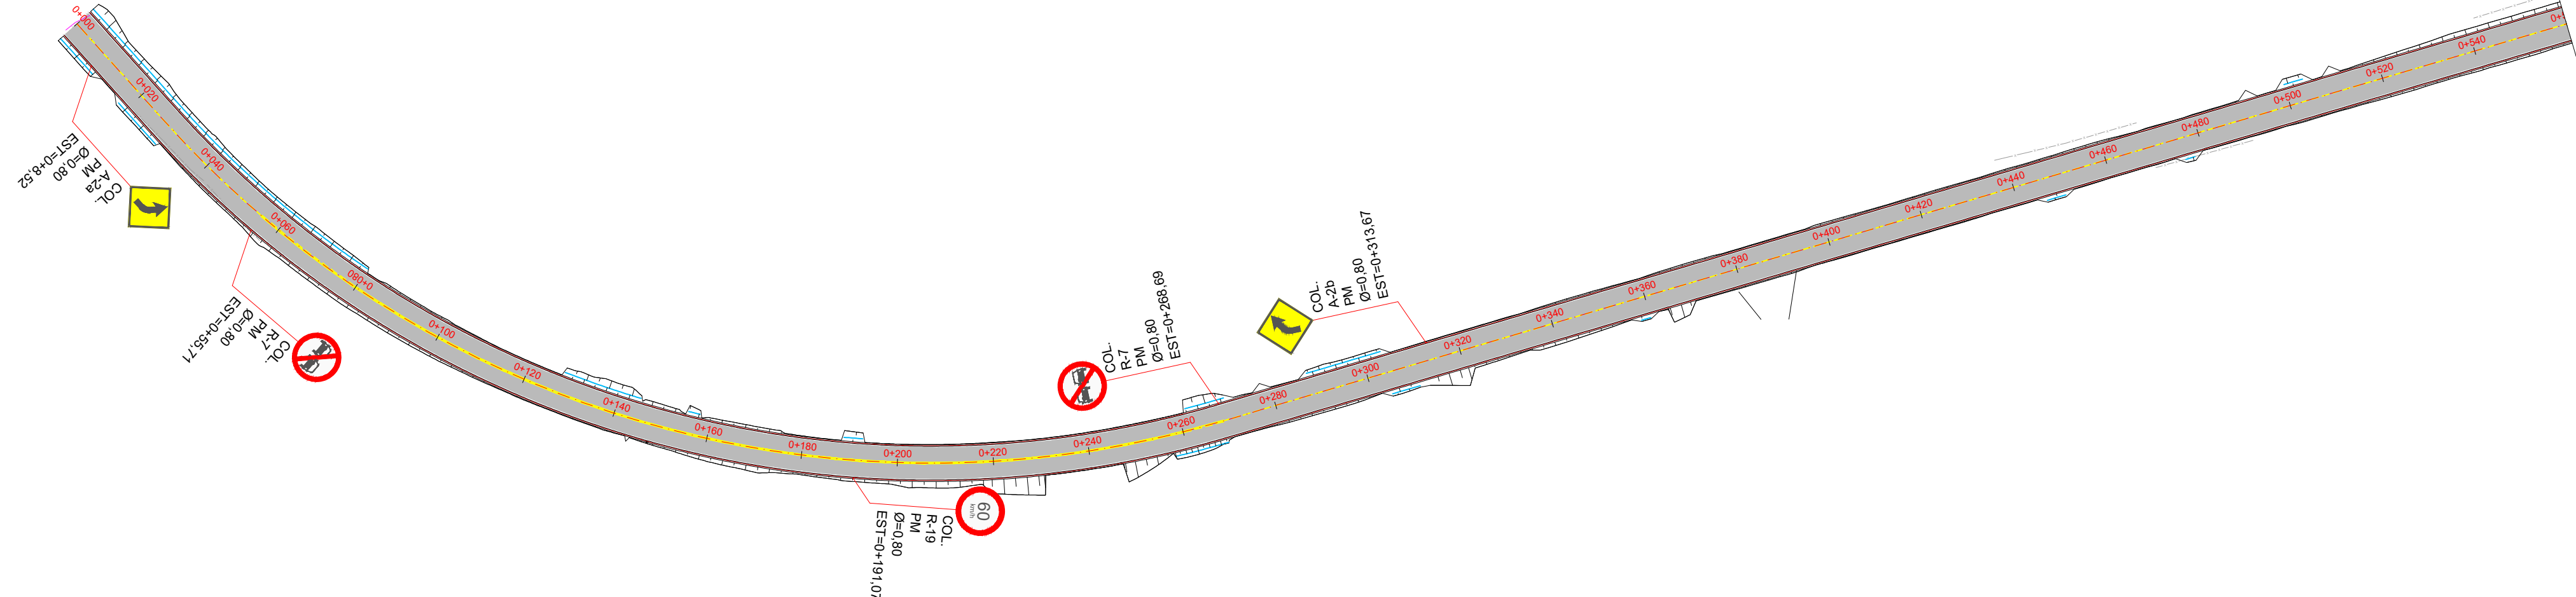 0+000
0+020
0+040
0+060
0+080
0+100
0+120
0+140
0+160
0+180
0+200
0+220
0+240
0+260
0+280
0+300
0+320
0+340
0+360
0+380
0+400
0+420
0+440
0+460
0+480
0+500
0+520
0+540
COL.
A-2a
PM
Ø=0,80
EST=0+8,52
COL.
R-7
PM
Ø=0,80
EST=0+55,71
COL.
R-19
PM
Ø=0,80
EST=0+191,07
60
km/h
COL.
R-7
PM
Ø=0,80
EST=0+268,69
COL.
A-2b
PM
Ø=0,80
EST=0+313,67